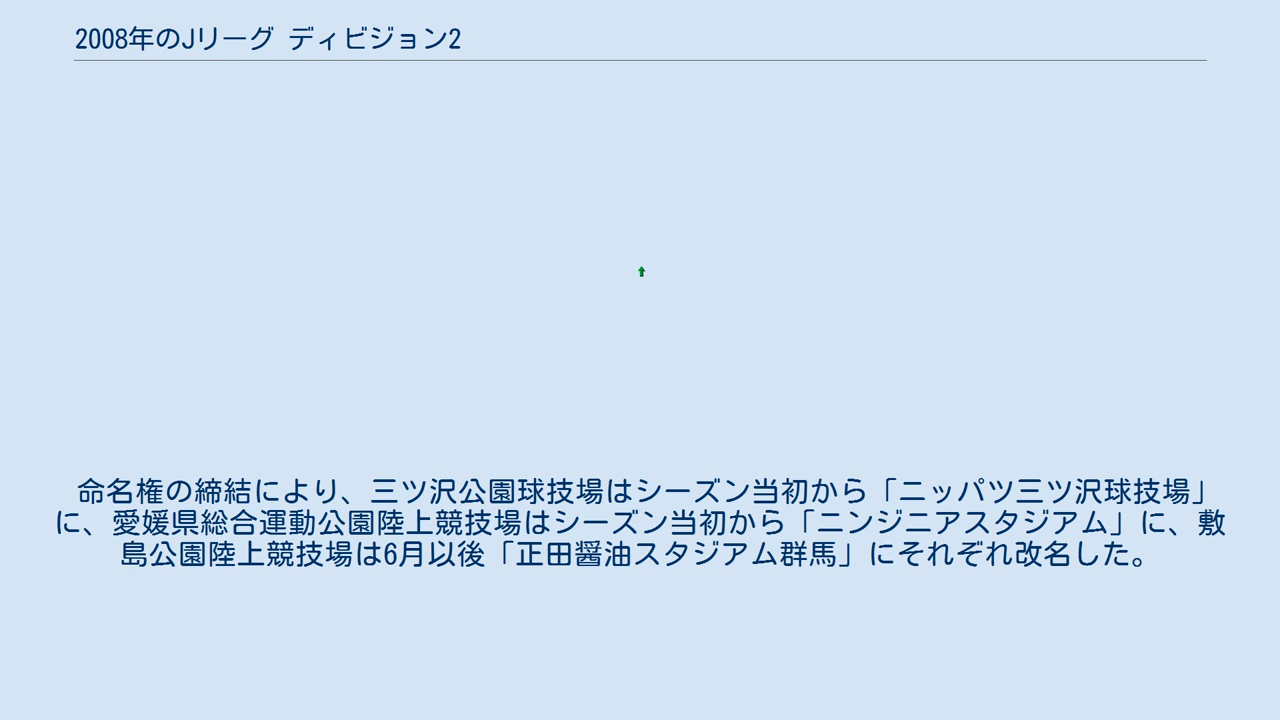 2008年のJリーグ ディビジョン2
命名権の締結により、三ツ沢公園球技場はシーズン当初から「ニッパツ三ツ沢球技場」
に、愛媛県総合運動公園陸上競技場はシーズン当初から「ニンジニアスタジアム」に、敷
島公園陸上競技場は6月以後「正田醤油スタジアム群馬」にそれぞれ改名した。